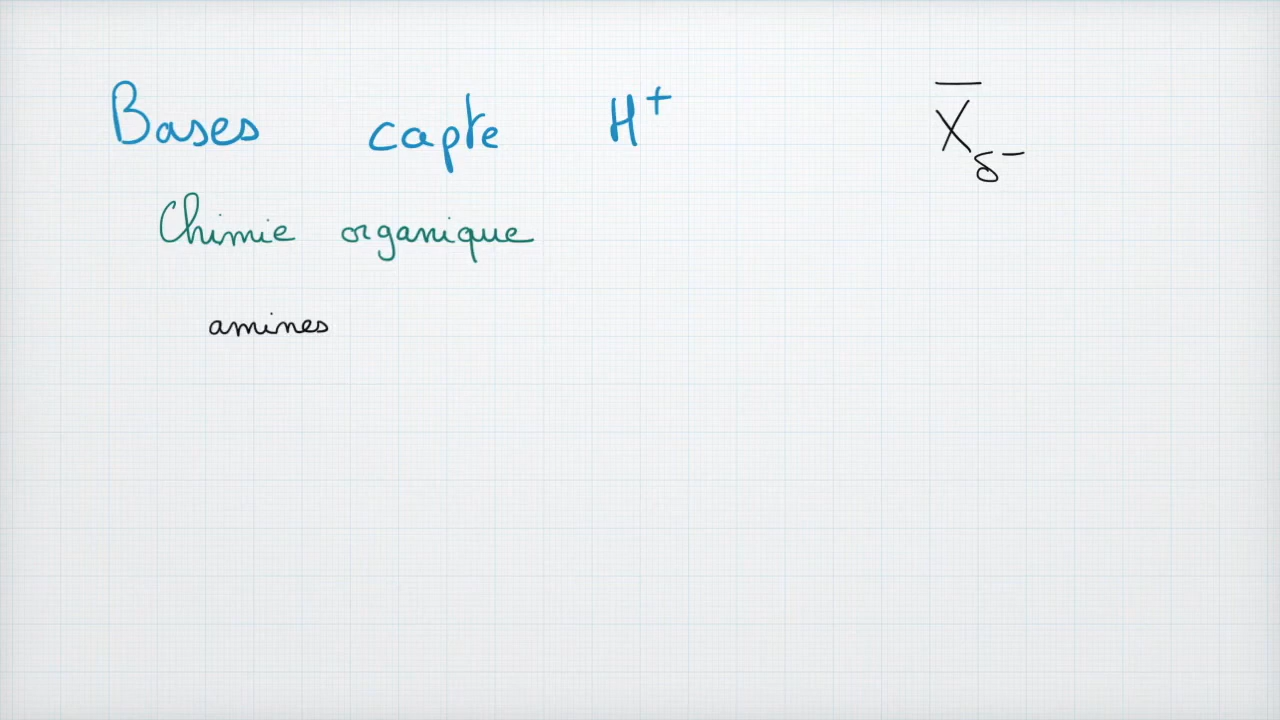 Bases capte H⁺
X̅ δ⁻
Chimie organique
amines